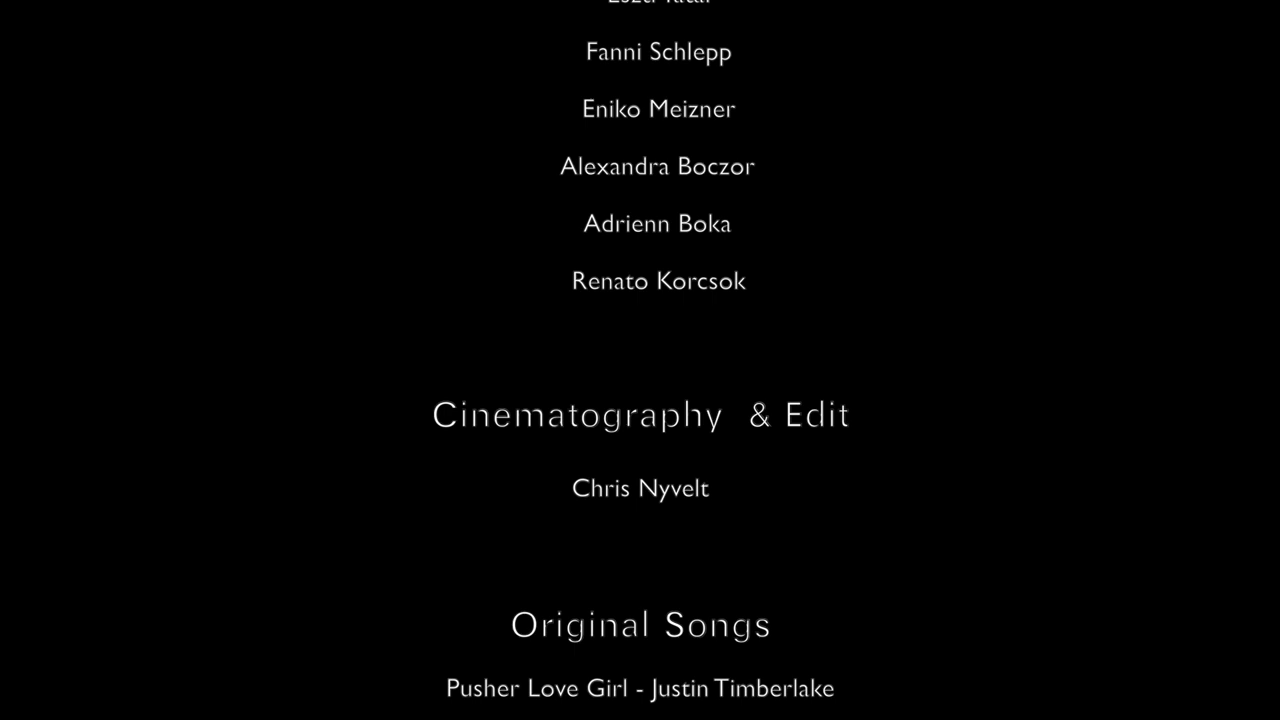 Fanni Schlepp
Eniko Meizner
Alexandra Boczor
Adrienn Boka
Renato Korcsok
Cinematography & Edit
Chris Nyvelt
Original Songs
Pusher Love Girl - Justin Timberlake